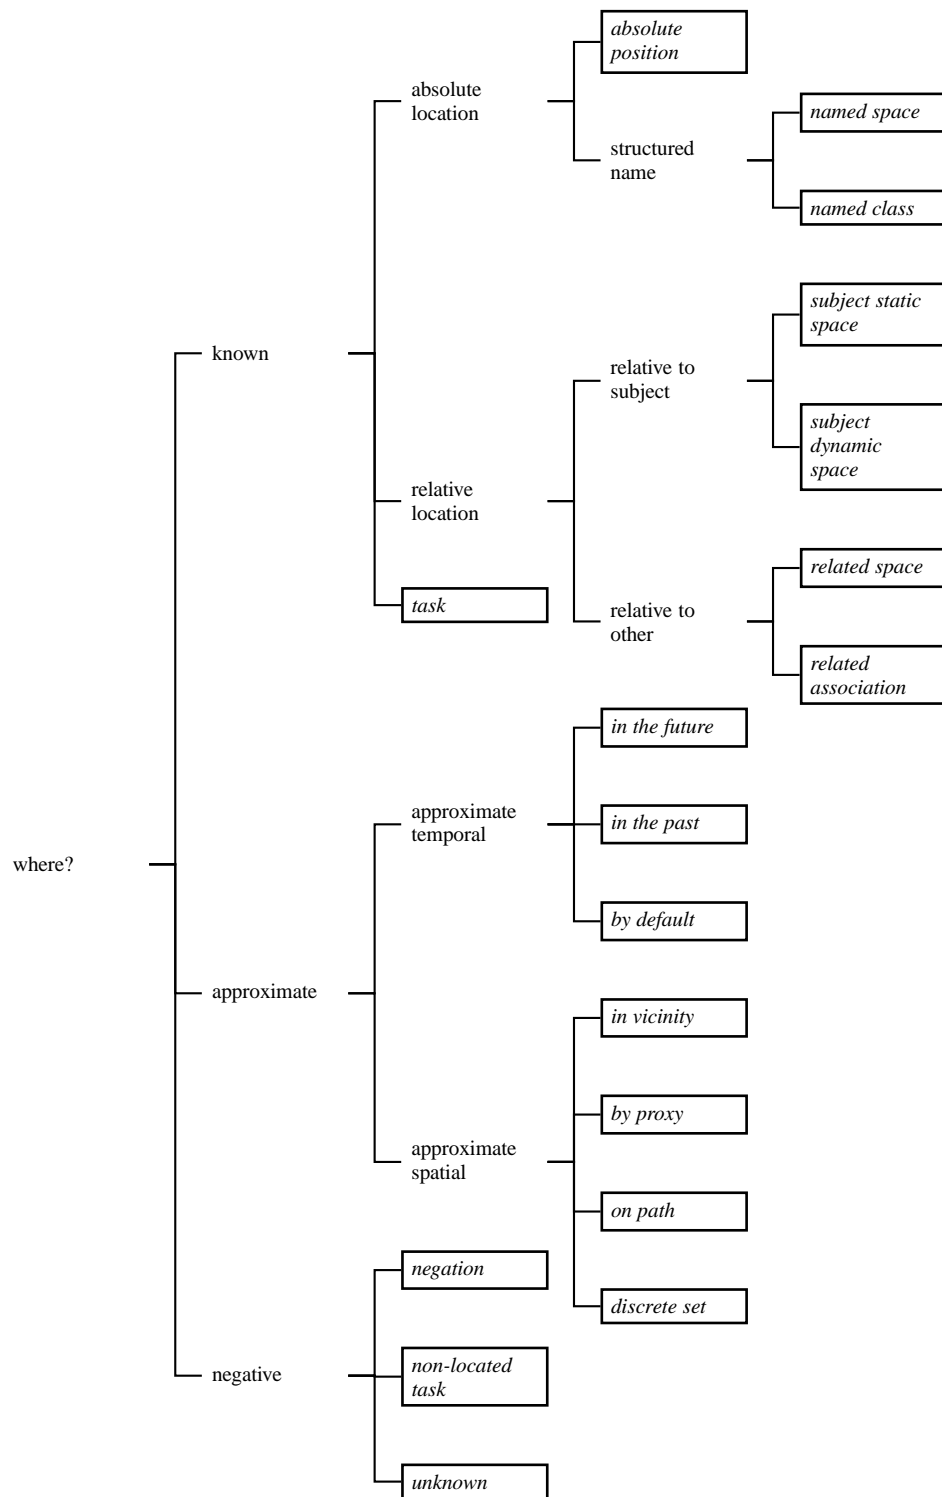 absolute
position
absolute
location
named space
structured
name
named class
subject static
space
known
relative to
subject
subject
dynamic
space
relative
location
related space
task
relative to
other
related
association
in the future
approximate
temporal
in the past
where?
by default
approximate
in vicinity
by proxy
approximate
spatial
on path
negation
discrete set
non-located
task
negative
unknown